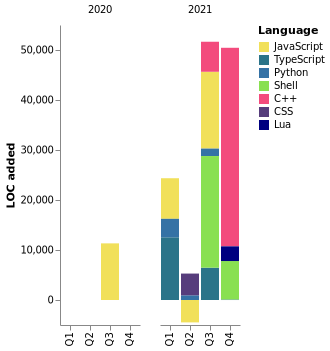 2020
2021
Language
JavaScript
TypeScript
Python
Shell
C++
CSS
Lua
LOC added
50,000
40,000
30,000
20,000
10,000
0
Q1
Q2
Q3
Q4
Q1
Q2
Q3
Q4